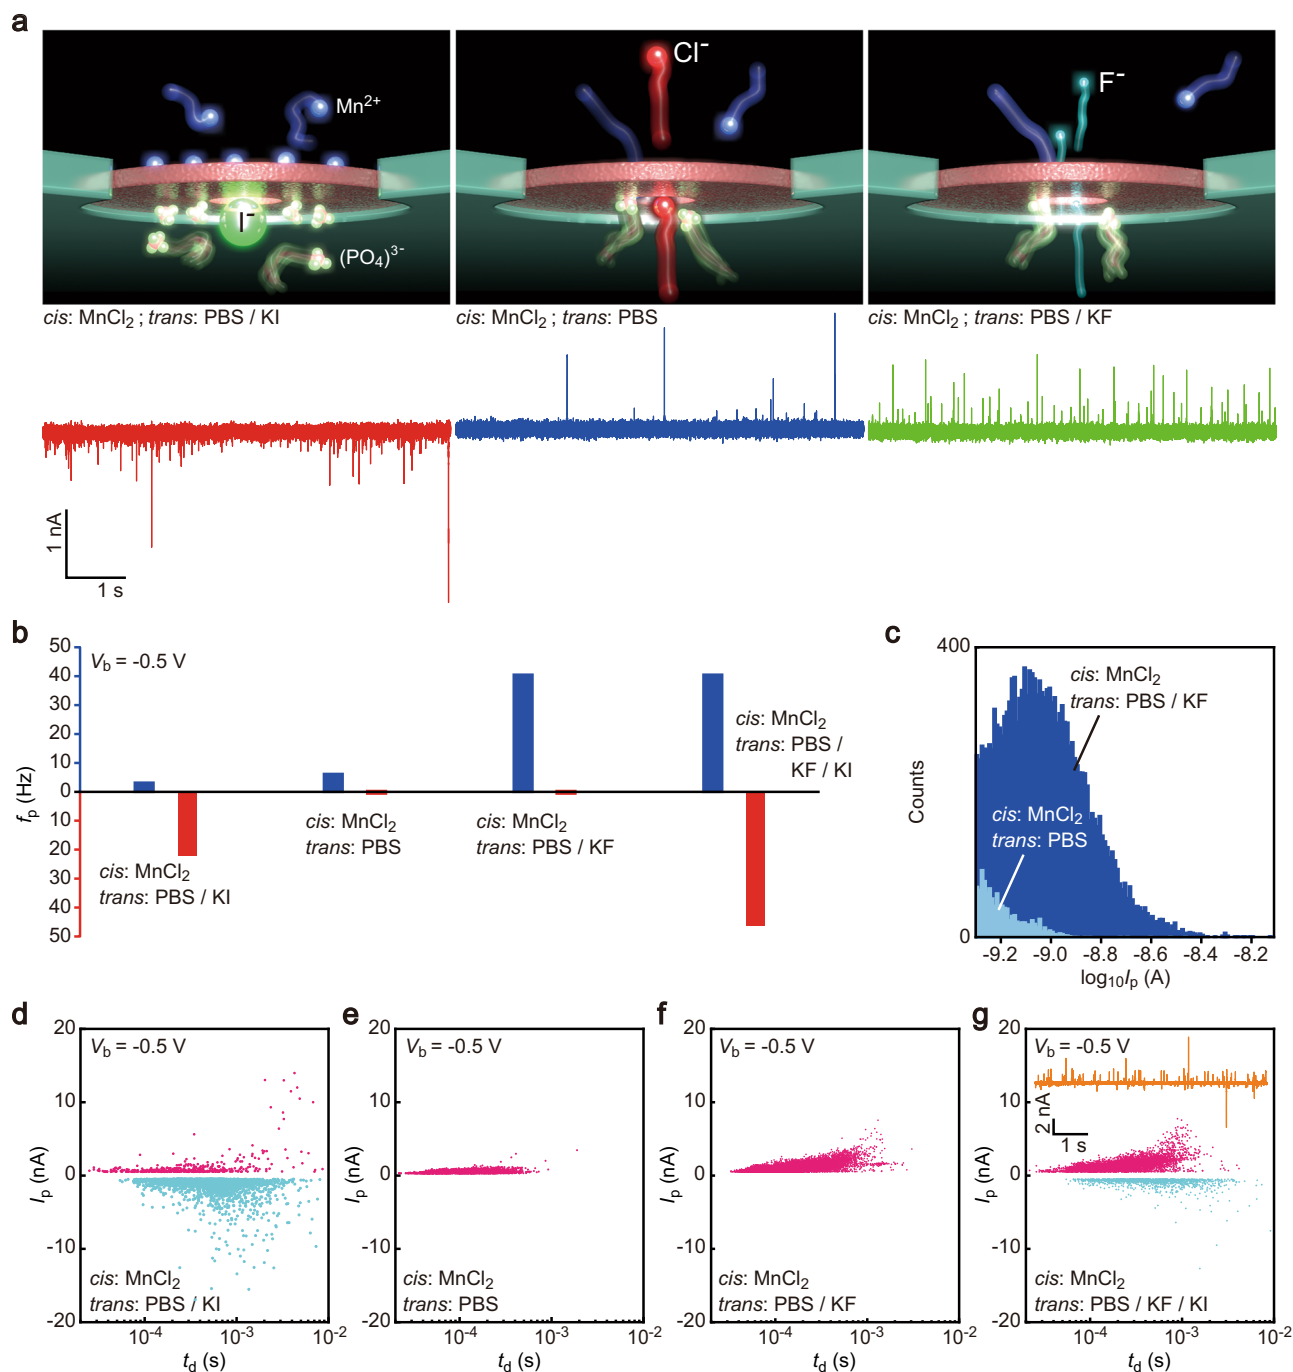 a
Mn2+
I-
(PO4)3-
Cl-
F-
cis: MnCl2 ; trans: PBS / KI
cis: MnCl2 ; trans: PBS
cis: MnCl2 ; trans: PBS / KF
1 nA
1 s
b
Vb = -0.5 V
50
40
30
20
10
0
10
20
30
40
50
fp (Hz)
cis: MnCl2
trans: PBS / KI
cis: MnCl2
trans: PBS
cis: MnCl2
trans: PBS / KF
cis: MnCl2
trans: PBS /
KF / KI
c
400
0
Counts
cis: MnCl2
trans: PBS / KF
cis: MnCl2
trans: PBS
-9.2 -9.0 -8.8 -8.6 -8.4 -8.2
log10Ip (A)
d
Vb = -0.5 V
20
10
0
-10
-20
Ip (nA)
cis: MnCl2
trans: PBS / KI
10-4 10-3 10-2
td (s)
e
Vb = -0.5 V
20
10
0
-10
-20
Ip (nA)
cis: MnCl2
trans: PBS
10-4 10-3 10-2
td (s)
f
Vb = -0.5 V
20
10
0
-10
-20
Ip (nA)
cis: MnCl2
trans: PBS / KF
10-4 10-3 10-2
td (s)
g
Vb = -0.5 V
20
10
0
-10
-20
Ip (nA)
2 nA
1 s
cis: MnCl2
trans: PBS / KF / KI
10-4 10-3 10-2
td (s)